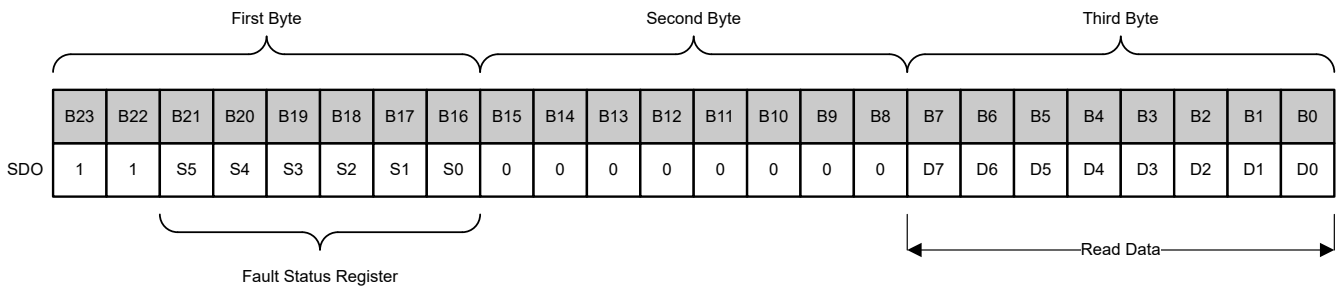 First Byte Second Byte Third Byte
B23 B22 B21 B20 B19 B18 B17 B16 B15 B14 B13 B12 B11 B10 B9 B8 B7 B6 B5 B4 B3 B2 B1 B0
SDO 1 1 S5 S4 S3 S2 S1 S0 0 0 0 0 0 0 0 0 D7 D6 D5 D4 D3 D2 D1 D0
Read Data
Fault Status Register